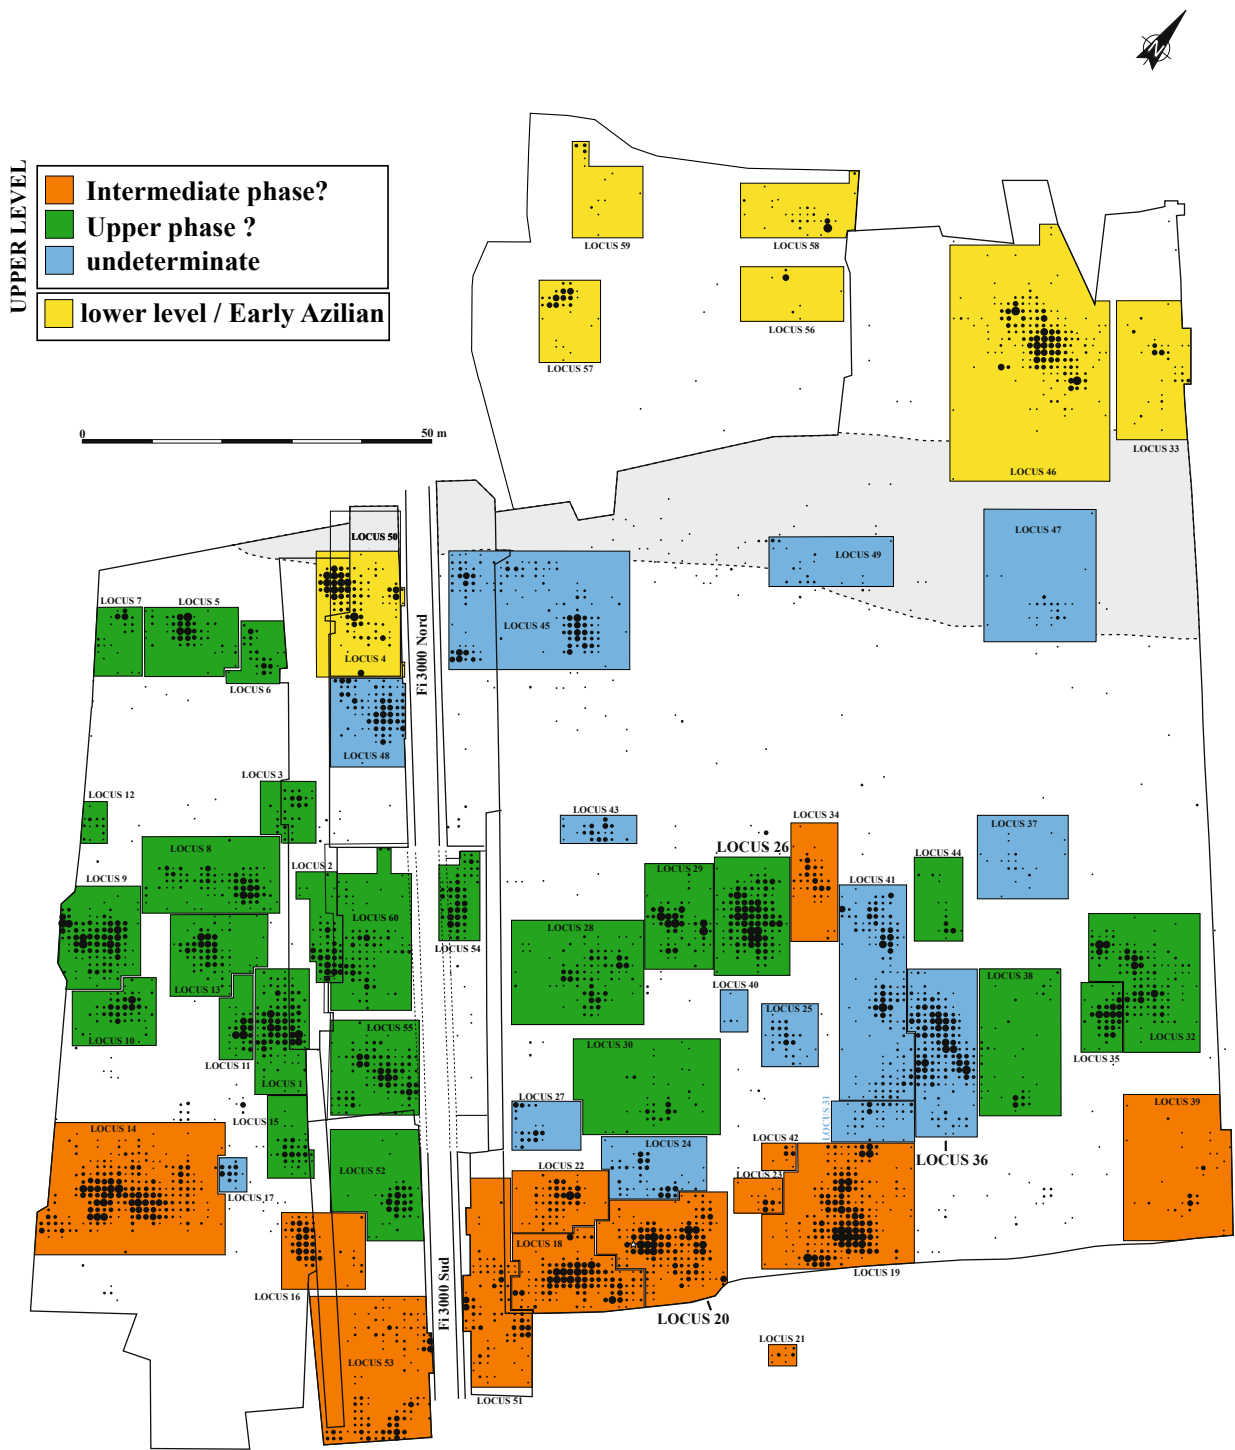 N
UPPER LEVEL
Intermediate phase?
Upper phase ?
undeterminate
lower level / Early Azilian
0 50 m
LOCUS 59
LOCUS 58
LOCUS 57
LOCUS 56
LOCUS 46
LOCUS 33
LOCUS 50
LOCUS 47
LOCUS 49
LOCUS 7
LOCUS 5
LOCUS 6
LOCUS 4
LOCUS 45
Fi 3000 Nord
LOCUS 48
LOCUS 3
LOCUS 12
LOCUS 43
LOCUS 34
LOCUS 37
LOCUS 8
LOCUS 26
LOCUS 44
LOCUS 2
LOCUS 29
LOCUS 9
LOCUS 41
LOCUS 60
LOCUS 28
LOCUS 54
LOCUS 13
LOCUS 40
LOCUS 38
LOCUS 25
LOCUS 55
LOCUS 10
LOCUS 30
LOCUS 32
LOCUS 35
LOCUS 11
LOCUS 1
LOCUS 27
LOCUS 31
LOCUS 39
LOCUS 15
LOCUS 14
LOCUS 42
LOCUS 24
LOCUS 36
LOCUS 22
LOCUS 52
LOCUS 23
LOCUS 17
LOCUS 18
LOCUS 19
LOCUS 16
Fi 3000 Sud
LOCUS 20
LOCUS 21
LOCUS 53
LOCUS 51